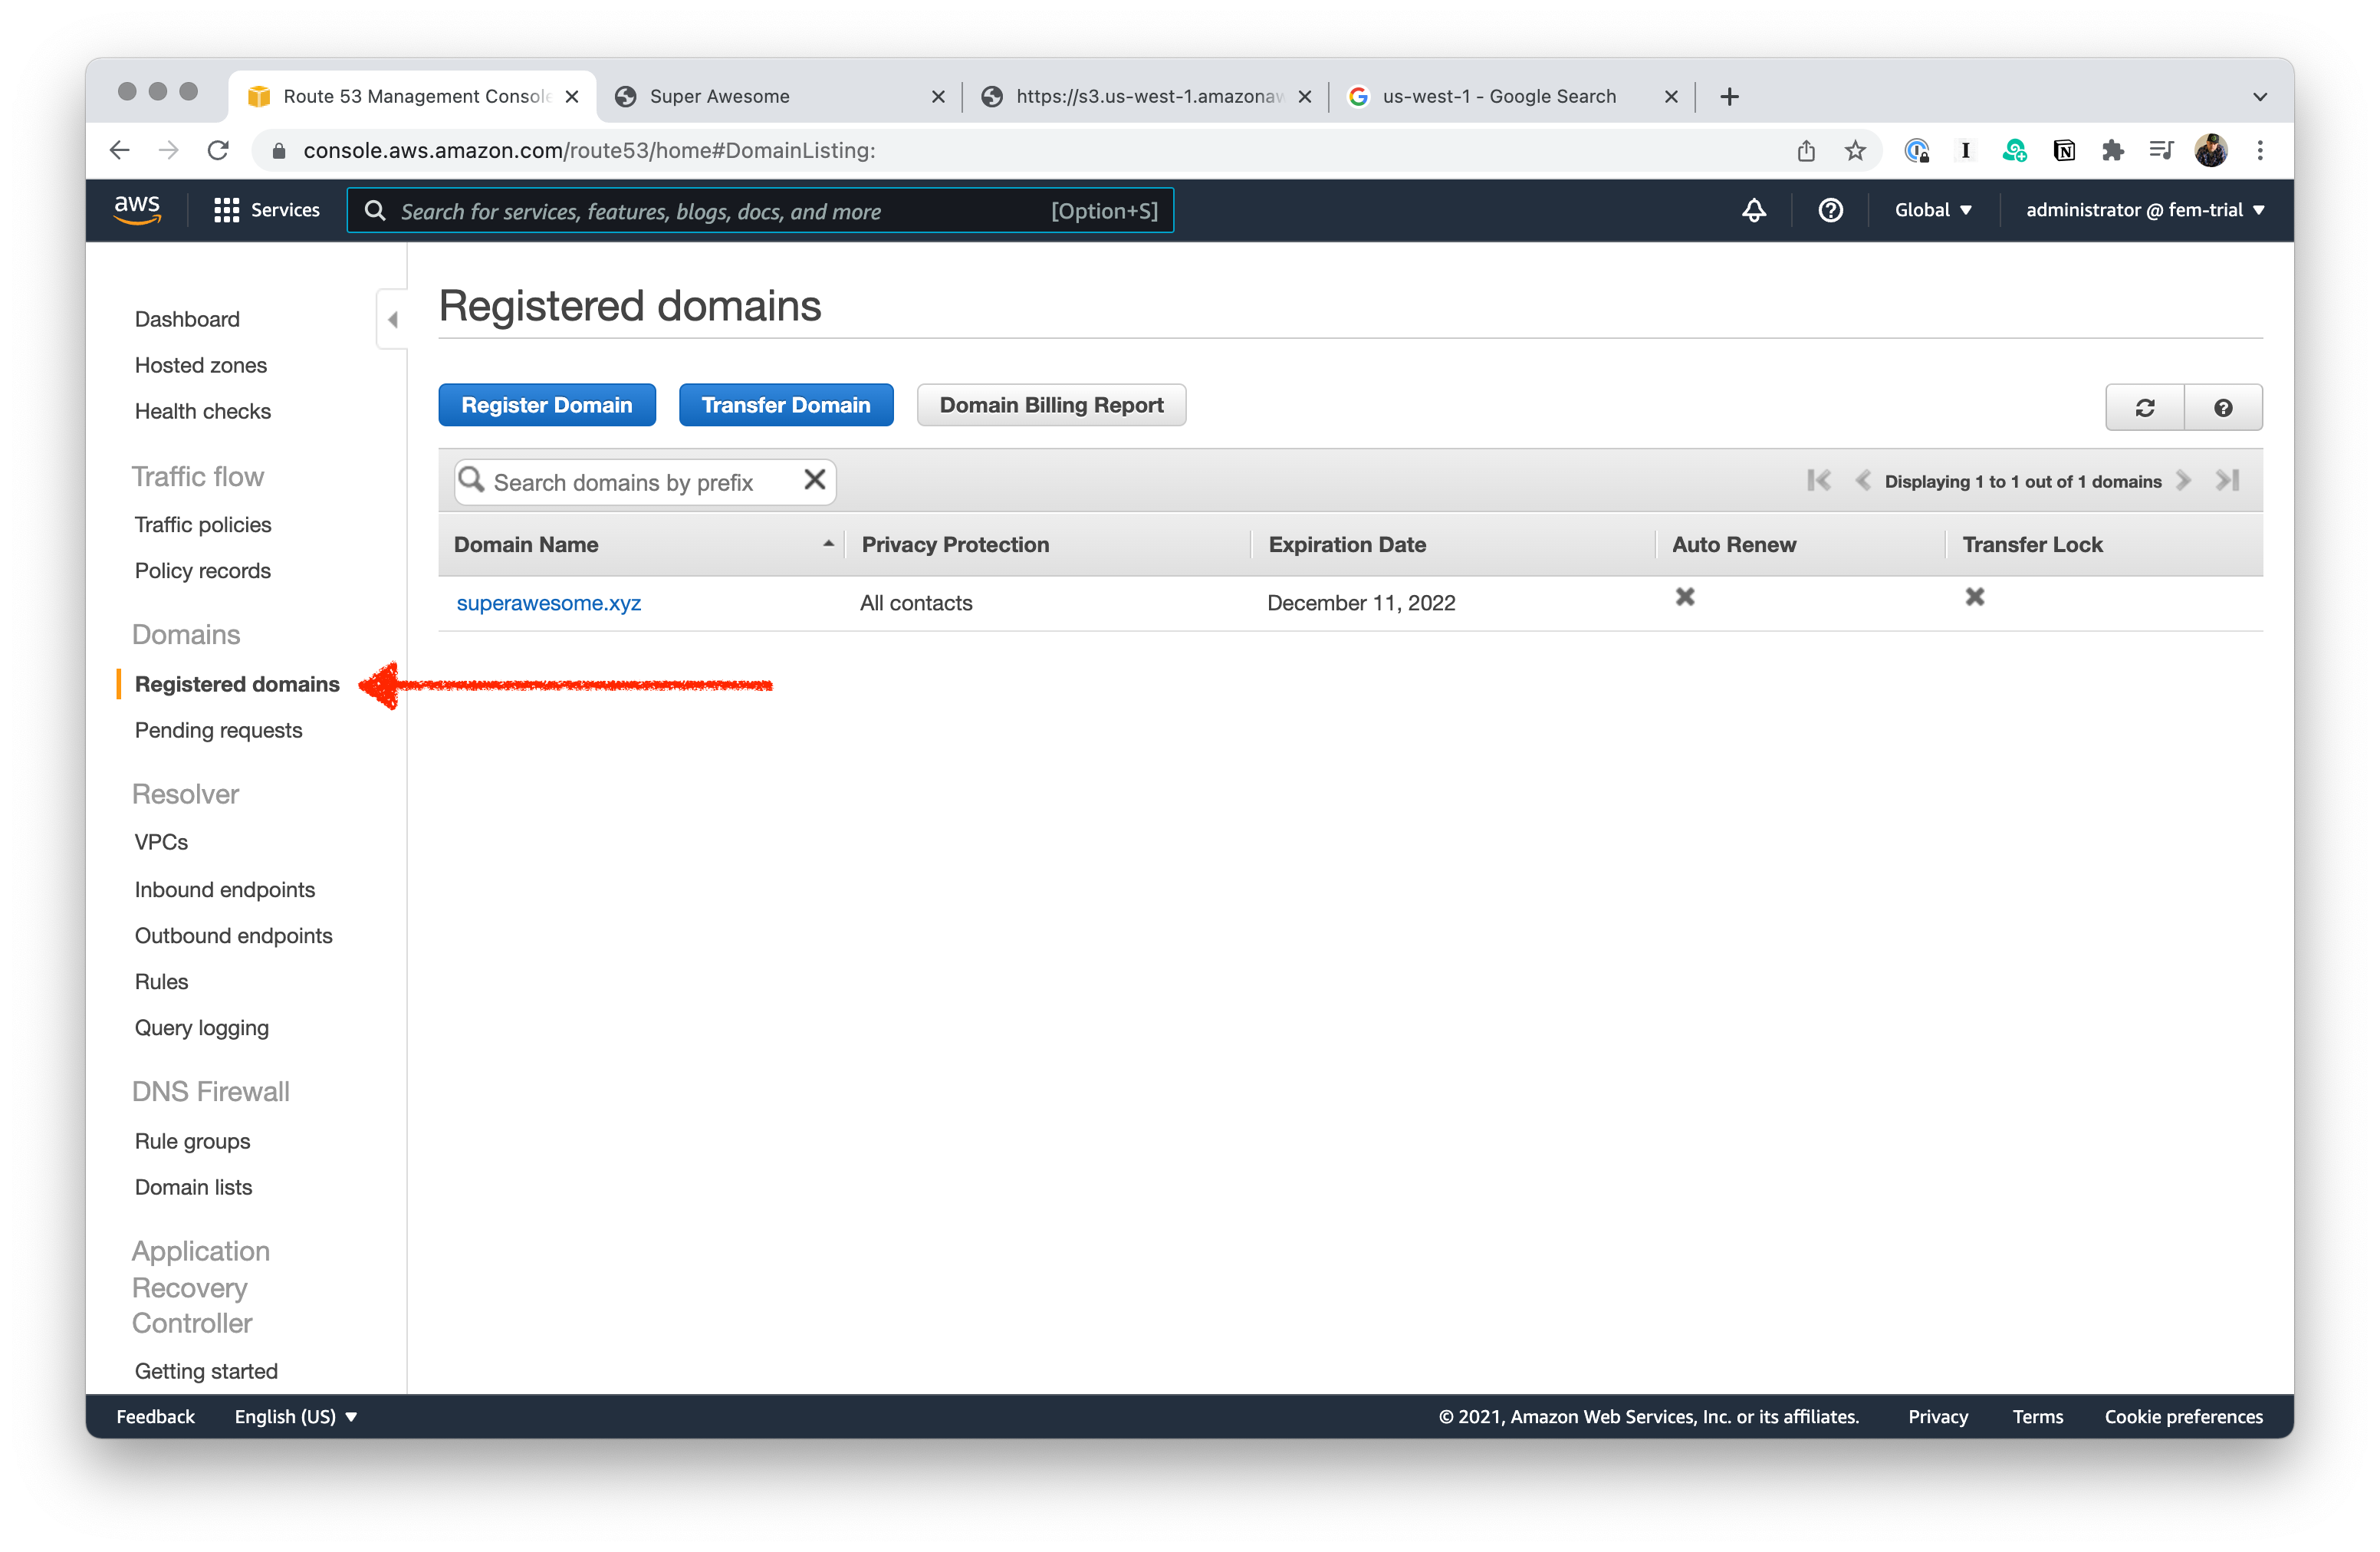 Route 53 Management Console
Super Awesome
https://s3.us-west-1.amazonaw
us-west-1 - Google Search
console.aws.amazon.com/route53/home#DomainListing:
aws
Services
Search for services, features, blogs, docs, and more
[Option+S]
Global
administrator @ fem-trial
Dashboard
Hosted zones
Health checks
Traffic flow
Traffic policies
Policy records
Domains
Registered domains
Pending requests
Resolver
VPCs
Inbound endpoints
Outbound endpoints
Rules
Query logging
DNS Firewall
Rule groups
Domain lists
Application
Recovery
Controller
Getting started
Registered domains
Register Domain
Transfer Domain
Domain Billing Report
Search domains by prefix
Displaying 1 to 1 out of 1 domains
Domain Name
Privacy Protection
Expiration Date
Auto Renew
Transfer Lock
superawesome.xyz
All contacts
December 11, 2022
Feedback
English (US)
© 2021, Amazon Web Services, Inc. or its affiliates.
Privacy
Terms
Cookie preferences